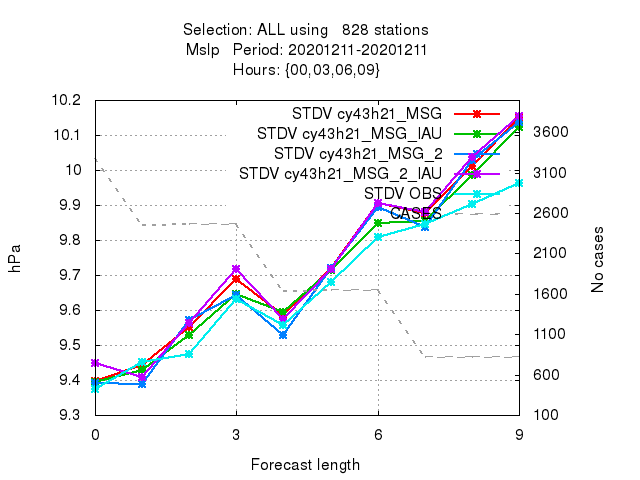 Selection: ALL using   828 stations
Mslp   Period: 20201211-20201211
Hours: {00,03,06,09}
STDV cy43h21_MSG
STDV cy43h21_MSG_IAU
STDV cy43h21_MSG_2
STDV cy43h21_MSG_2_IAU
STDV OBS
CASES
hPa
10.2
10.1
10
9.9
9.8
9.7
9.6
9.5
9.4
9.3
3600
3100
2600
2100
1600
1100
600
100
No cases
0 3 6 9
Forecast length